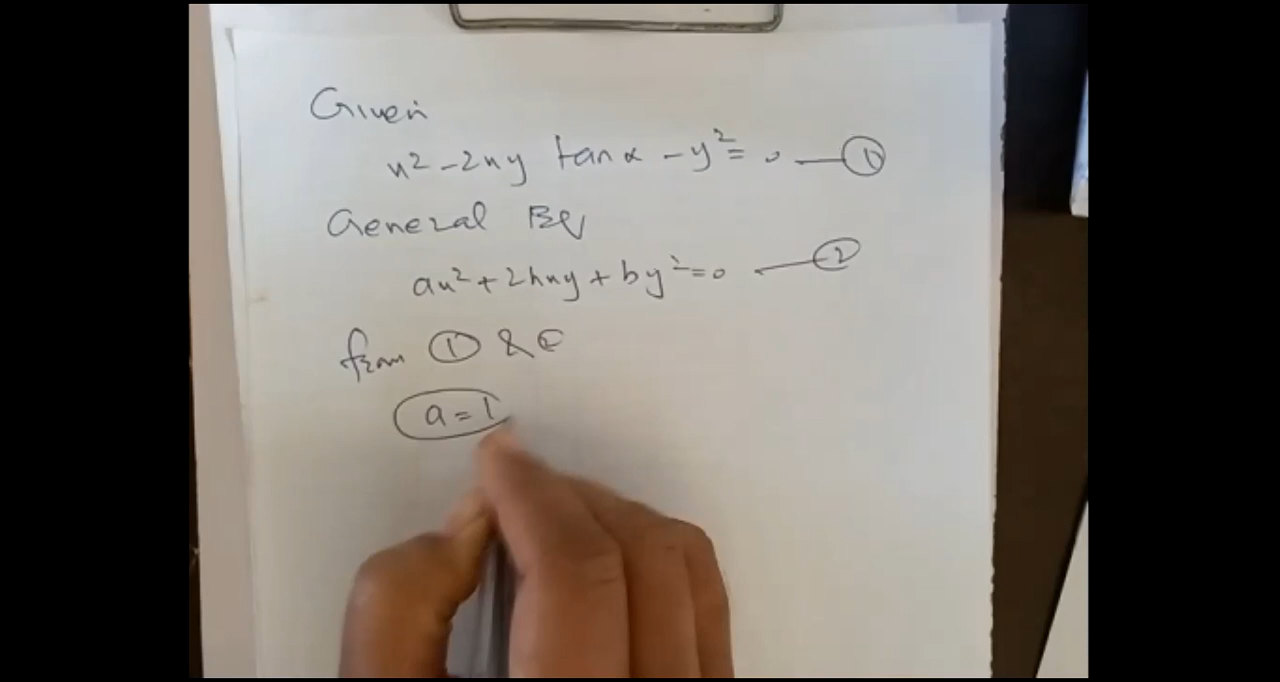 Given
x² - 2xy tan α - y² = 0 — ①
General Eq
ax² + 2hxy + by² = 0 — ②
from ① & ②
a = 1